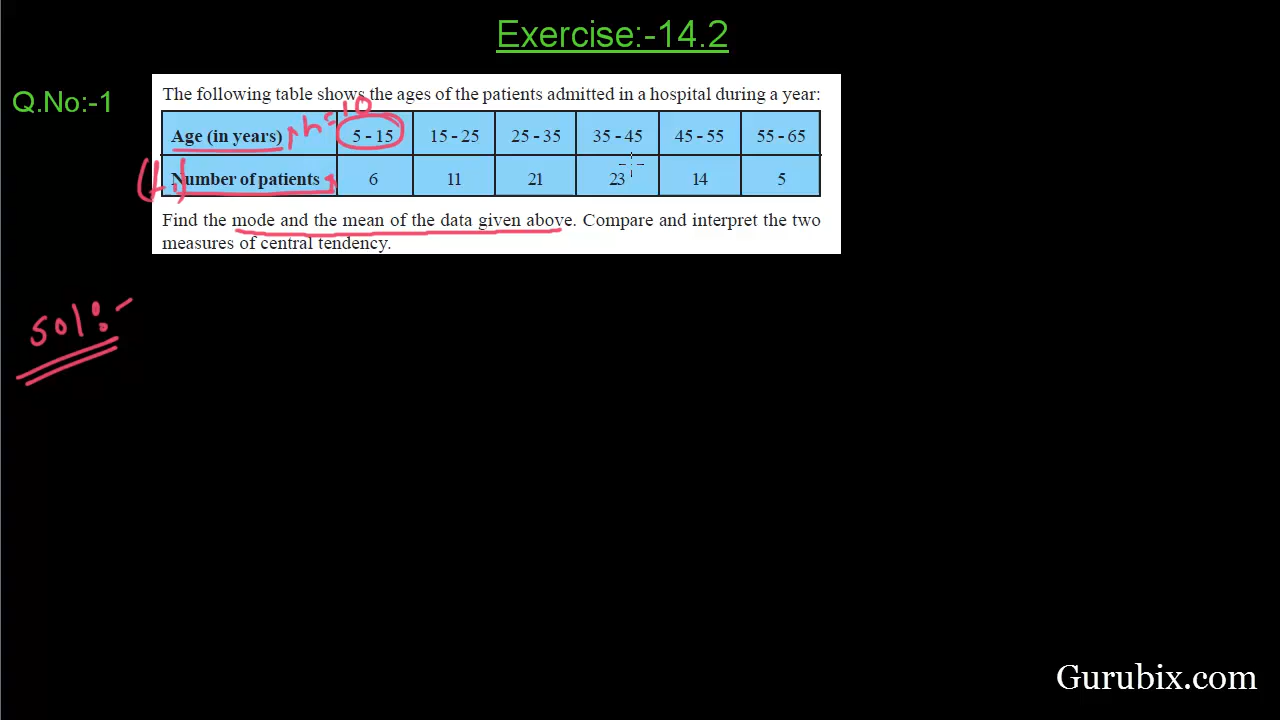 Exercise:-14.2
Q.No:-1
The following table shows the ages of the patients admitted in a hospital during a year:
h=10
Age (in years) 5 - 15 15 - 25 25 - 35 35 - 45 45 - 55 55 - 65
Number of patients 6 11 21 23 14 5
Find the mode and the mean of the data given above. Compare and interpret the two
measures of central tendency.
Sol:-
Gurubix.com